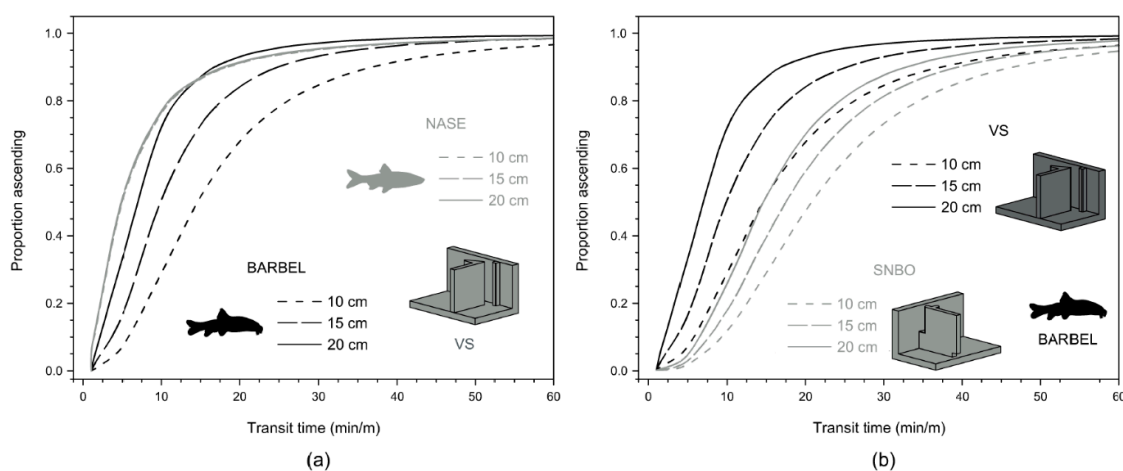 Proportion ascending
1.0
0.8
0.6
0.4
0.2
0.0
NASE
10 cm
15 cm
20 cm
BARBEL
10 cm
15 cm
20 cm
VS
0 10 20 30 40 50 60
Transit time (min/m)
(a)
Proportion ascending
1.0
0.8
0.6
0.4
0.2
0.0
VS
10 cm
15 cm
20 cm
SNBO
10 cm
15 cm
20 cm
BARBEL
0 10 20 30 40 50 60
Transit time (min/m)
(b)